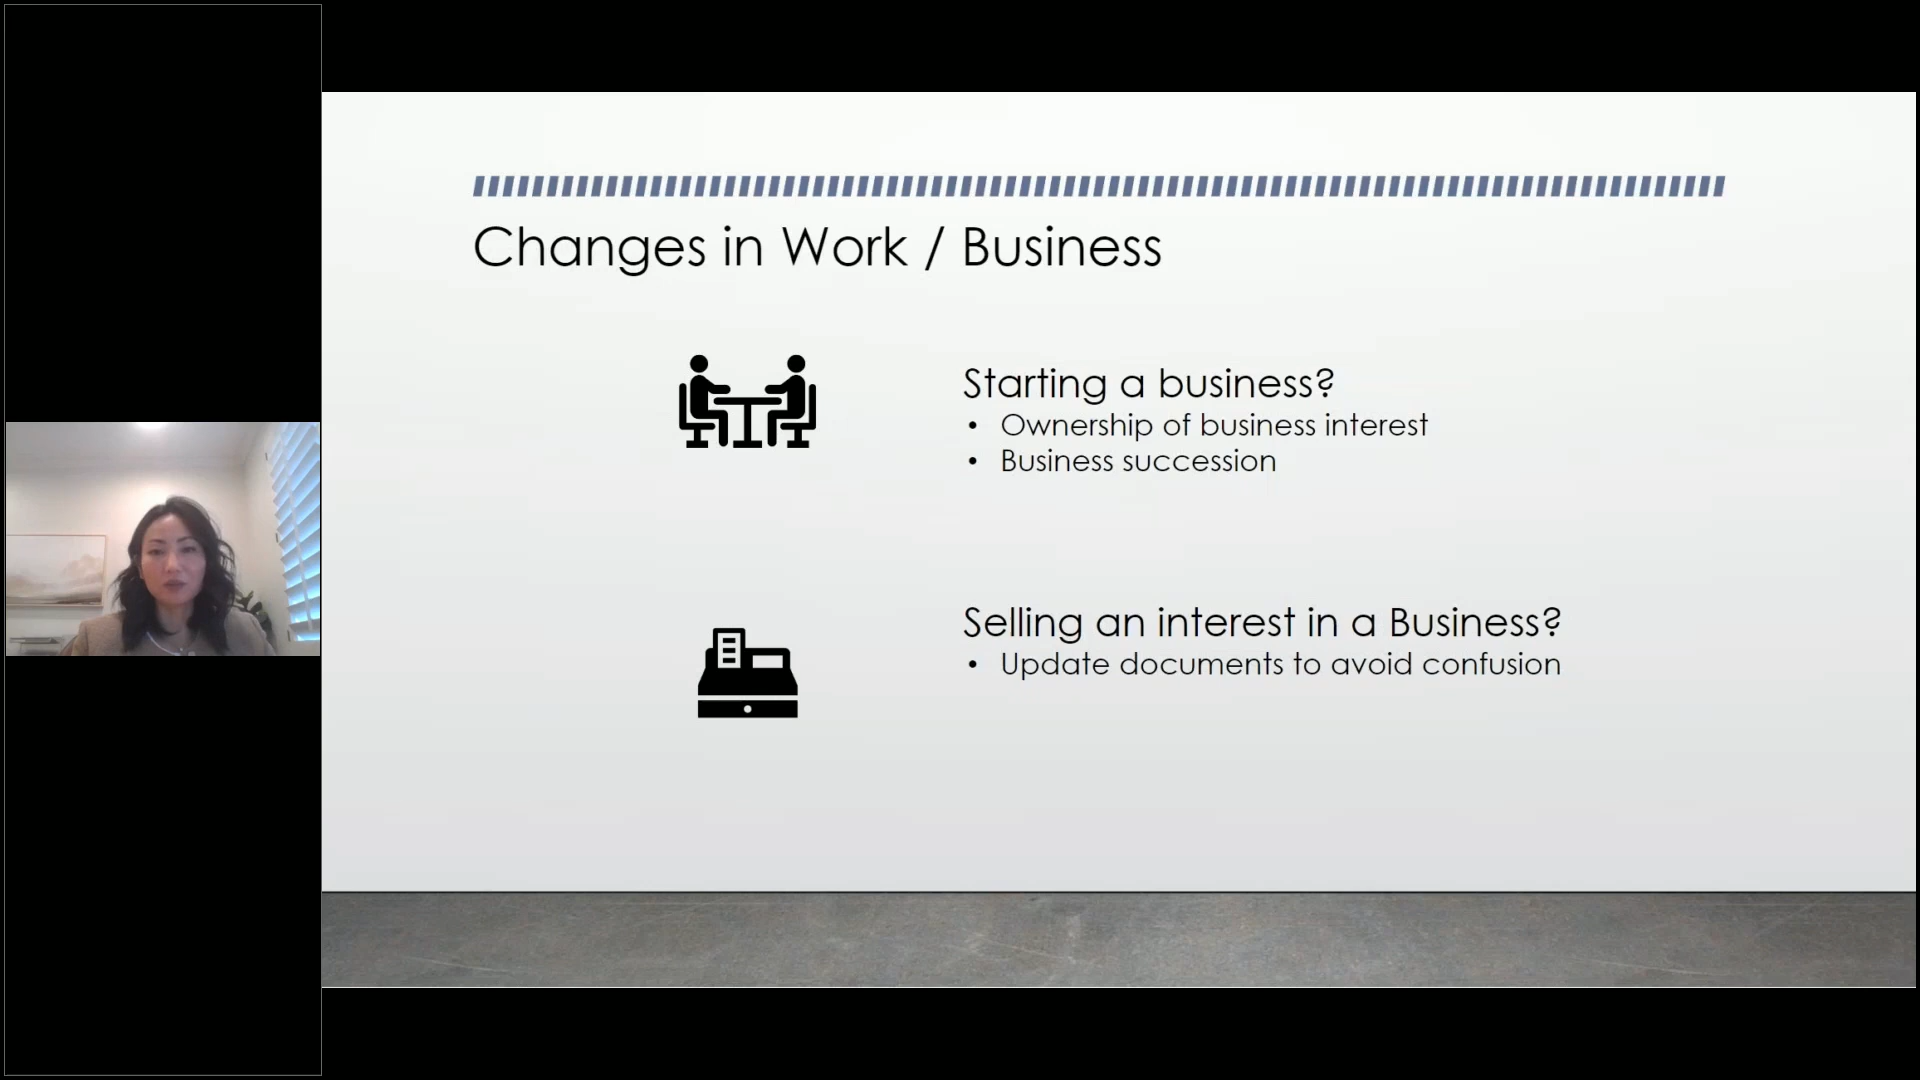 Changes in Work / Business
Starting a business?
• Ownership of business interest
• Business succession
Selling an interest in a Business?
• Update documents to avoid confusion